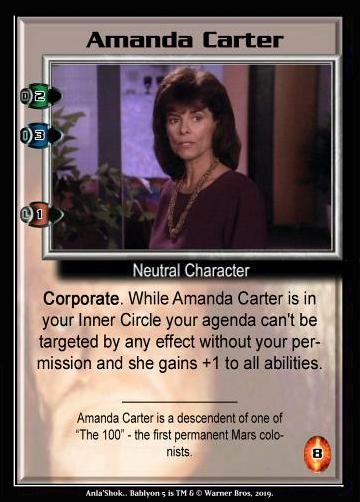 Amanda Carter
D 2
I 3
L 1
Neutral Character
Corporate. While Amanda Carter is in
your Inner Circle your agenda can't be
targeted by any effect without your per-
mission and she gains +1 to all abilities.
Amanda Carter is a descendent of one of
"The 100" - the first permanent Mars colo-
nists.
8
Anla'Shok.. Bablyon 5 is TM & © Warner Bros, 2019.